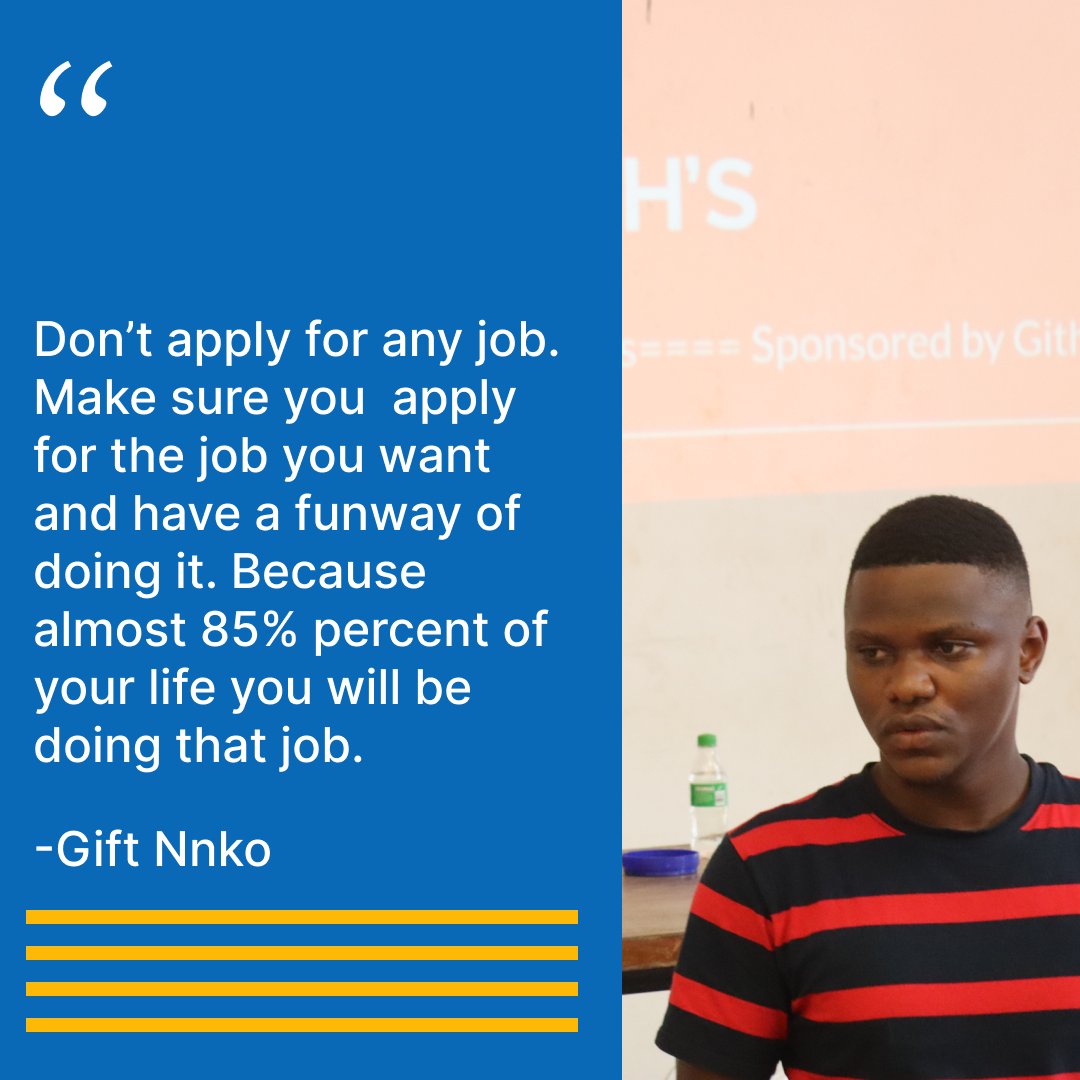 “
Don’t apply for any job.
Make sure you  apply
for the job you want
and have a funway of
doing it. Because
almost 85% percent of
your life you will be
doing that job.
-Gift Nnko
H’S
s==== Sponsored by Gith